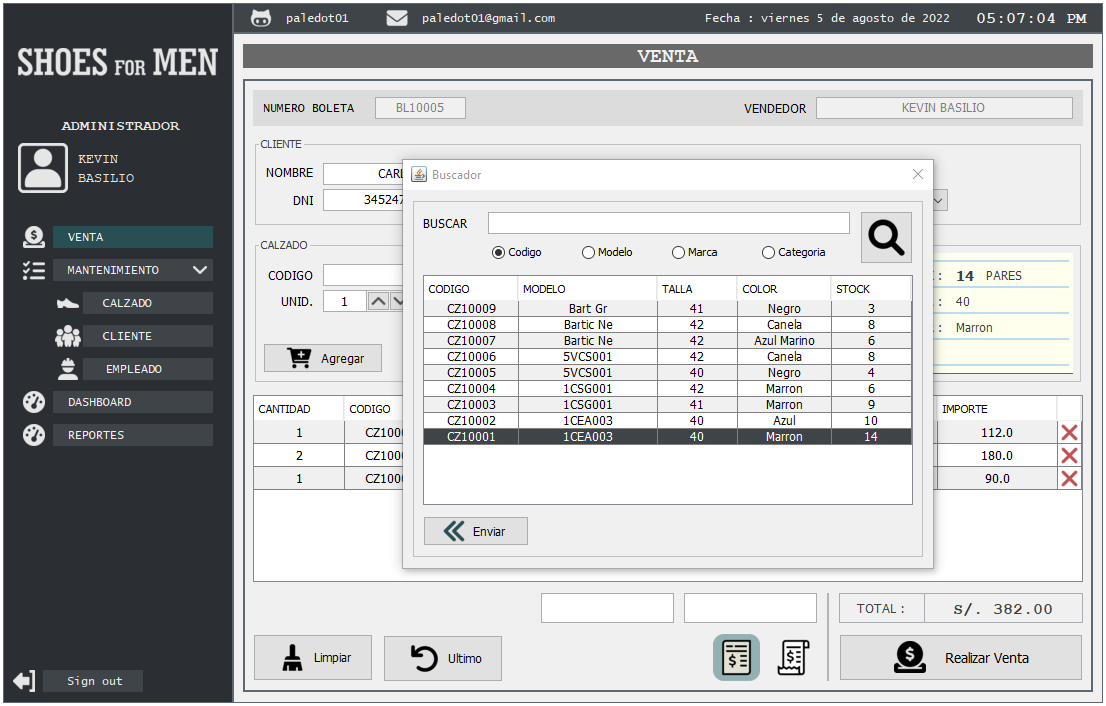 paledot01 paledot01@gmail.com Fecha : viernes 5 de agosto de 2022 05:07:04 PM
SHOES FOR MEN
ADMINISTRADOR
KEVIN
BASILIO
VENTA
MANTENIMIENTO
CALZADO
CLIENTE
EMPLEADO
DASHBOARD
REPORTES
Sign out
VENTA
NUMERO BOLETA BL10005 VENDEDOR KEVIN BASILIO
CLIENTE
NOMBRE
DNI
CALZADO
CODIGO
UNID. 1
Agregar
: 14 PARES
: 40
: Marron
Buscador
BUSCAR
Codigo Modelo Marca Categoria
CODIGO MODELO TALLA COLOR STOCK
CZ10009 Bart Gr 41 Negro 3
CZ10008 Bartic Ne 42 Canela 8
CZ10007 Bartic Ne 42 Azul Marino 6
CZ10006 5VCS001 42 Canela 8
CZ10005 5VCS001 40 Negro 4
CZ10004 1CSG001 42 Marron 6
CZ10003 1CSG001 41 Marron 9
CZ10002 1CEA003 40 Azul 10
CZ10001 1CEA003 40 Marron 14
Enviar
CANTIDAD CODIGO IMPORTE
1 112.0
2 180.0
1 90.0
TOTAL : S/. 382.00
Limpiar Ultimo Realizar Venta